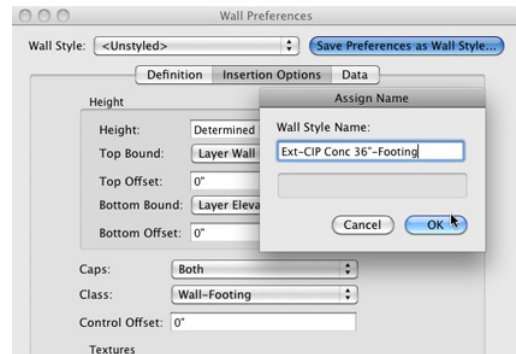 Wall Preferences
Wall Style: <Unstyled> Save Preferences as Wall Style...
Definition Insertion Options Data
Height
Height: Determined
Top Bound: Layer Wall
Top Offset: 0"
Bottom Bound: Layer Eleva
Bottom Offset: 0"
Caps: Both
Class: Wall-Footing
Control Offset: 0"
Textures
Assign Name
Wall Style Name:
Ext-CIP Conc 36"-Footing
Cancel OK